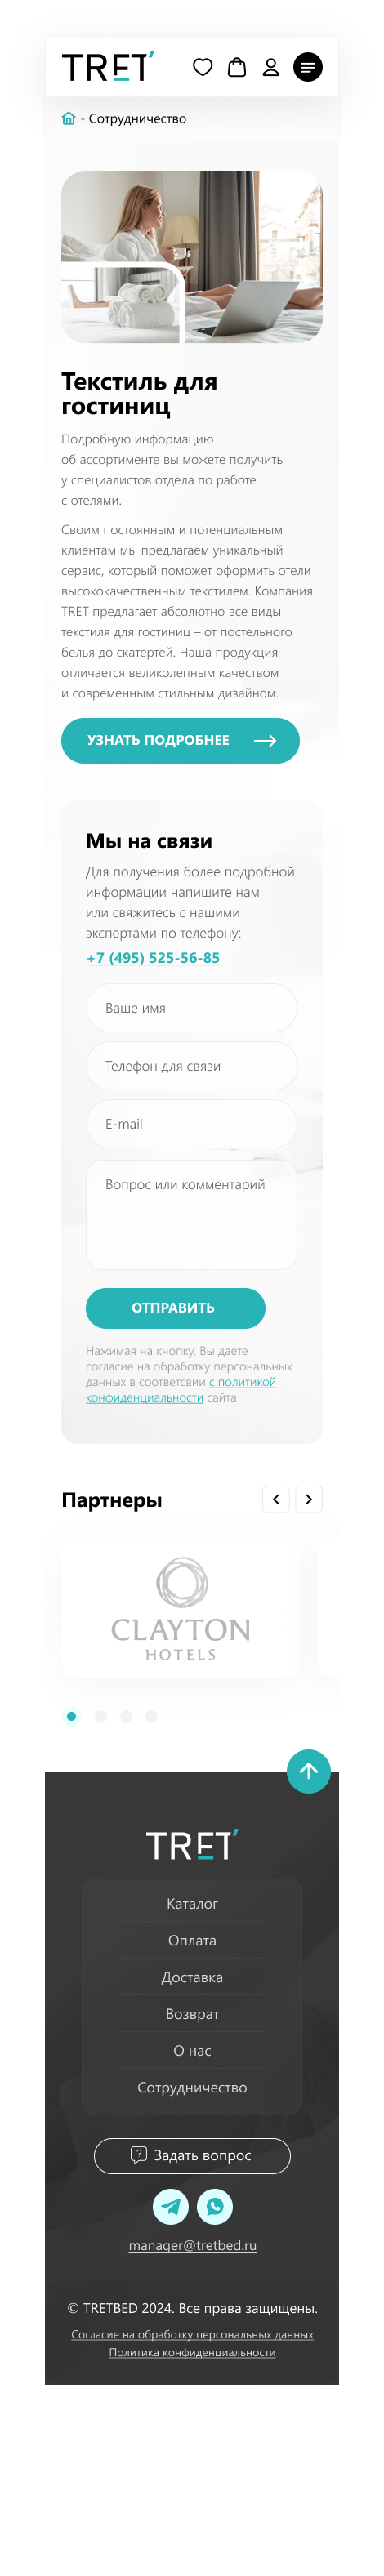 TRET
- Сотрудничество
Текстиль для
гостиниц
Подробную информацию
об ассортименте вы можете получить
у специалистов отдела по работе
с отелями.
Своим постоянным и потенциальным
клиентам мы предлагаем уникальный
сервис, который поможет оформить отели
высококачественным текстилем. Компания
TRET предлагает абсолютно все виды
текстиля для гостиниц – от постельного
белья до скатертей. Наша продукция
отличается великолепным качеством
и современным стильным дизайном.
УЗНАТЬ ПОДРОБНЕЕ
Мы на связи
Для получения более подробной
информации напишите нам
или свяжитесь с нашими
экспертами по телефону:
+7 (495) 525-56-85
Ваше имя
Телефон для связи
E-mail
Вопрос или комментарий
ОТПРАВИТЬ
Нажимая на кнопку, Вы даете
согласие на обработку персональных
данных в соответсвии с политикой
конфиденциальности сайта
Партнеры
CLAYTON
HOTELS
TRET
Каталог
Оплата
Доставка
Возврат
О нас
Сотрудничество
Задать вопрос
manager@tretbed.ru
© TRETBED 2024. Все права защищены.
Согласие на обработку персональных данных
Политика конфиденциальности